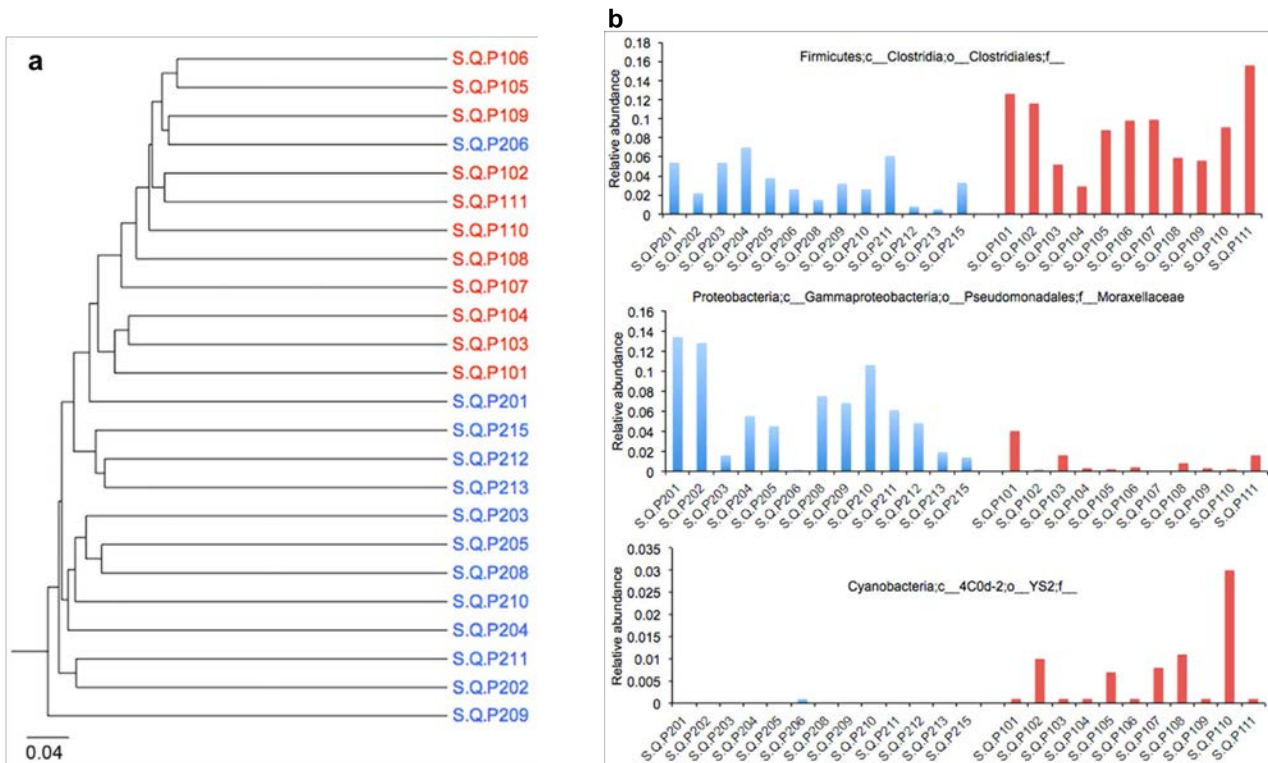 a
S.Q.P106
S.Q.P105
S.Q.P109
S.Q.P206
S.Q.P102
S.Q.P111
S.Q.P110
S.Q.P108
S.Q.P107
S.Q.P104
S.Q.P103
S.Q.P101
S.Q.P201
S.Q.P215
S.Q.P212
S.Q.P213
S.Q.P203
S.Q.P205
S.Q.P208
S.Q.P210
S.Q.P204
S.Q.P211
S.Q.P202
S.Q.P209
0.04
b
Firmicutes;c__Clostridia;o__Clostridiales;f__
Relative abundance
0.18
0.16
0.14
0.12
0.1
0.08
0.06
0.04
0.02
0
S.Q.P201 S.Q.P202 S.Q.P203 S.Q.P204 S.Q.P205 S.Q.P206 S.Q.P208 S.Q.P209 S.Q.P210 S.Q.P211 S.Q.P212 S.Q.P213 S.Q.P215 S.Q.P101 S.Q.P102 S.Q.P103 S.Q.P104 S.Q.P105 S.Q.P106 S.Q.P107 S.Q.P108 S.Q.P109 S.Q.P110 S.Q.P111
Proteobacteria;c__Gammaproteobacteria;o__Pseudomonadales;f__Moraxellaceae
Relative abundance
0.16
0.14
0.12
0.1
0.08
0.06
0.04
0.02
0
S.Q.P201 S.Q.P202 S.Q.P203 S.Q.P204 S.Q.P205 S.Q.P206 S.Q.P208 S.Q.P209 S.Q.P210 S.Q.P211 S.Q.P212 S.Q.P213 S.Q.P215 S.Q.P101 S.Q.P102 S.Q.P103 S.Q.P104 S.Q.P105 S.Q.P106 S.Q.P107 S.Q.P108 S.Q.P109 S.Q.P110 S.Q.P111
Cyanobacteria;c__4C0d-2;o__YS2;f__
Relative abundance
0.035
0.03
0.025
0.02
0.015
0.01
0.005
0
S.Q.P201 S.Q.P202 S.Q.P203 S.Q.P204 S.Q.P205 S.Q.P206 S.Q.P208 S.Q.P209 S.Q.P210 S.Q.P211 S.Q.P212 S.Q.P213 S.Q.P215 S.Q.P101 S.Q.P102 S.Q.P103 S.Q.P104 S.Q.P105 S.Q.P106 S.Q.P107 S.Q.P108 S.Q.P109 S.Q.P110 S.Q.P111